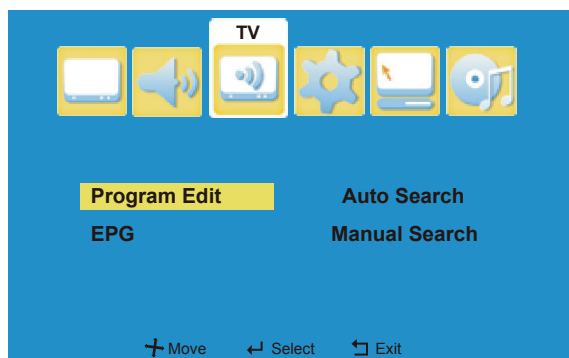 TV
Program Edit Auto Search
EPG Manual Search
Move Select Exit